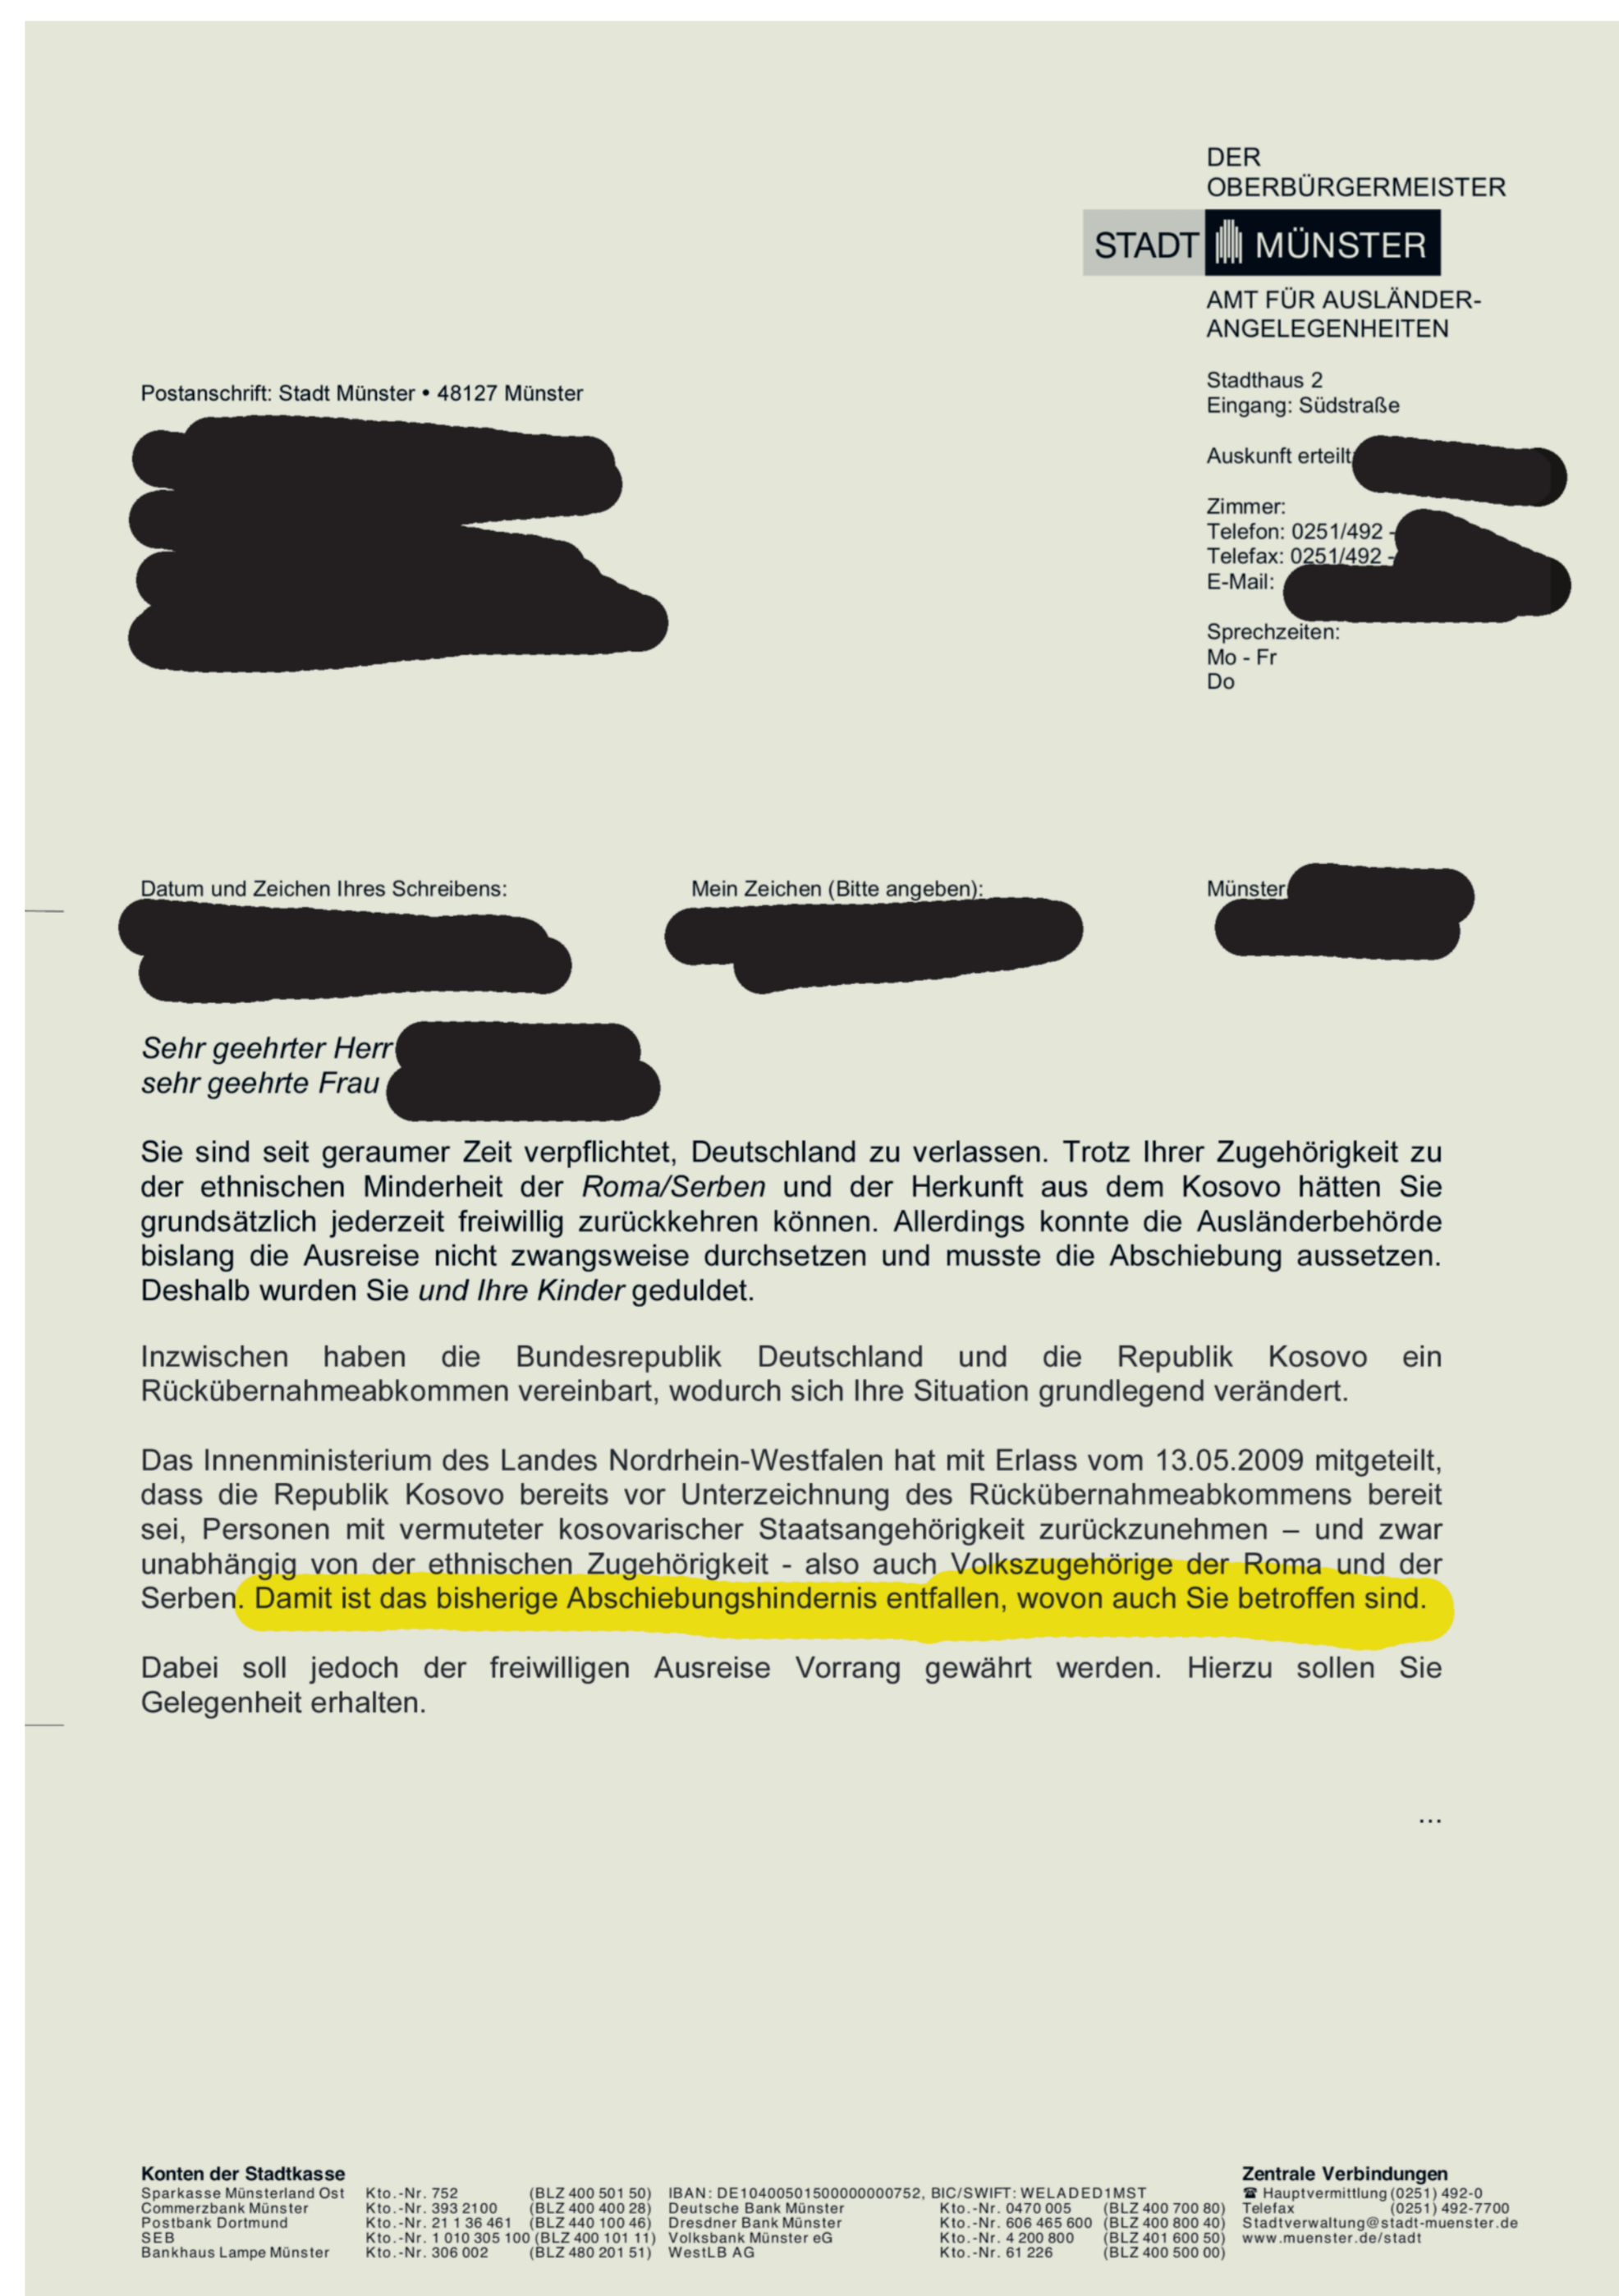 DER
OBERBÜRGERMEISTER
STADT MÜNSTER
AMT FÜR AUSLÄNDER-
ANGELEGENHEITEN
Postanschrift: Stadt Münster • 48127 Münster
Stadthaus 2
Eingang: Südstraße
Auskunft erteilt:
Zimmer:
Telefon: 0251/492 -
Telefax: 0251/492 -
E-Mail:
Sprechzeiten:
Mo - Fr
Do
Datum und Zeichen Ihres Schreibens: Mein Zeichen (Bitte angeben): Münster
Sehr geehrter Herr
sehr geehrte Frau
Sie sind seit geraumer Zeit verpflichtet, Deutschland zu verlassen. Trotz Ihrer Zugehörigkeit zu
der ethnischen Minderheit der Roma/Serben und der Herkunft aus dem Kosovo hätten Sie
grundsätzlich jederzeit freiwillig zurückkehren können. Allerdings konnte die Ausländerbehörde
bislang die Ausreise nicht zwangsweise durchsetzen und musste die Abschiebung aussetzen.
Deshalb wurden Sie und Ihre Kinder geduldet.
Inzwischen haben die Bundesrepublik Deutschland und die Republik Kosovo ein
Rückübernahmeabkommen vereinbart, wodurch sich Ihre Situation grundlegend verändert.
Das Innenministerium des Landes Nordrhein-Westfalen hat mit Erlass vom 13.05.2009 mitgeteilt,
dass die Republik Kosovo bereits vor Unterzeichnung des Rückübernahmeabkommens bereit
sei, Personen mit vermuteter kosovarischer Staatsangehörigkeit zurückzunehmen – und zwar
unabhängig von der ethnischen Zugehörigkeit - also auch Volkszugehörige der Roma und der
Serben. Damit ist das bisherige Abschiebungshindernis entfallen, wovon auch Sie betroffen sind.
Dabei soll jedoch der freiwilligen Ausreise Vorrang gewährt werden. Hierzu sollen Sie
Gelegenheit erhalten.
...
Konten der Stadtkasse Zentrale Verbindungen
Sparkasse Münsterland Ost Kto.-Nr. 752 (BLZ 400 501 50) IBAN: DE10400501500000000752, BIC/SWIFT: WELADED1MST ☎ Hauptvermittlung (0251) 492-0
Commerzbank Münster Kto.-Nr. 393 2100 (BLZ 400 400 28) Deutsche Bank Münster Kto.-Nr. 0470 005 (BLZ 400 700 80) Telefax (0251) 492-7700
Postbank Dortmund Kto.-Nr. 21 1 36 461 (BLZ 440 100 46) Dresdner Bank Münster Kto.-Nr. 606 465 600 (BLZ 400 800 40) Stadtverwaltung@stadt-muenster.de
SEB Kto.-Nr. 1 010 305 100 (BLZ 400 101 11) Volksbank Münster eG Kto.-Nr. 4 200 800 (BLZ 401 600 50) www.muenster.de/stadt
Bankhaus Lampe Münster Kto.-Nr. 306 002 (BLZ 480 201 51) WestLB AG Kto.-Nr. 61 226 (BLZ 400 500 00)